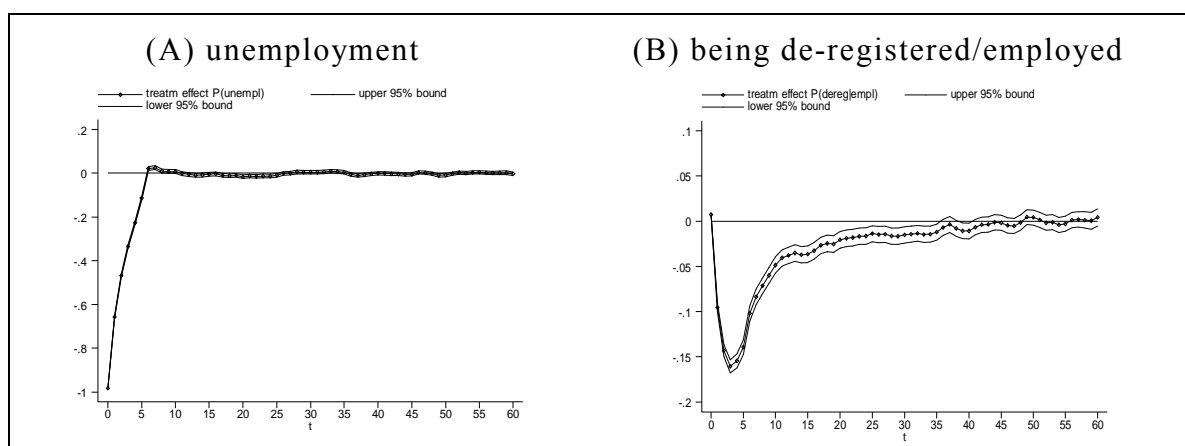 (A) unemployment
treatm effect P(unempl)
upper 95% bound
lower 95% bound
.2
0
-.2
-.4
-.6
-.8
-1
0 5 10 15 20 25 30 35 40 45 50 55 60
t
(B) being de-registered/employed
treatm effect P(dereg|empl)
upper 95% bound
lower 95% bound
.1
.05
0
-.05
-.1
-.15
-.2
0 5 10 15 20 25 30 35 40 45 50 55 60
t